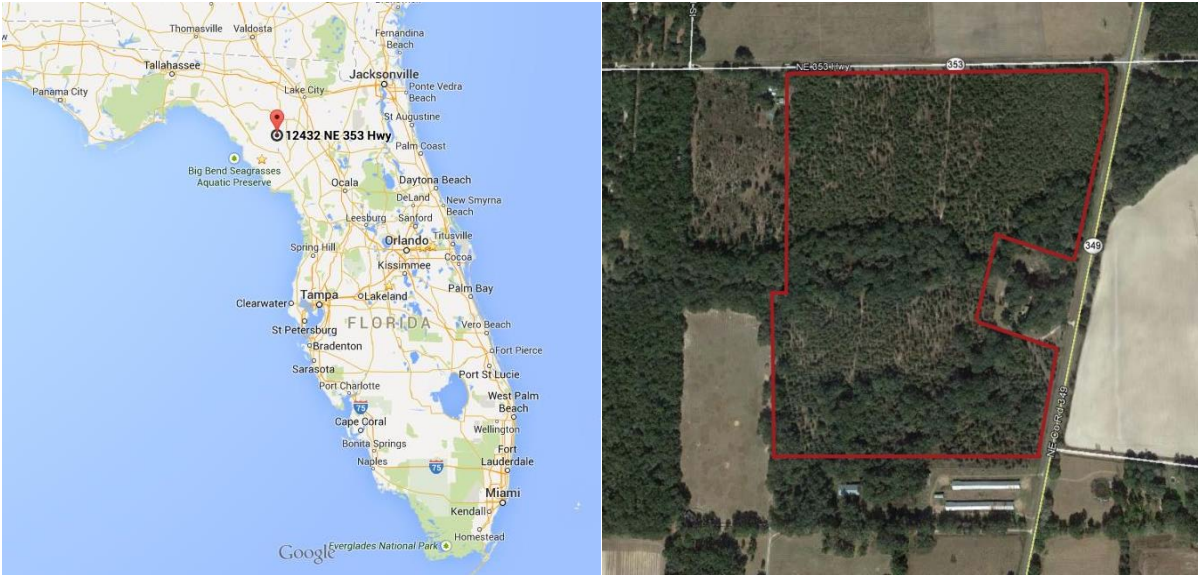 Thomasville
Valdosta
Fernandina
Beach
Tallahassee
Jacksonville
Panama City
Lake City
Ponte Vedra
Beach
St Augustine
12432 NE 353 Hwy
Palm Coast
Big Bend Seagrasses
Aquatic Preserve
Ocala
Daytona Beach
DeLand
New Smyrna
Beach
Leesburg
Sanford
Titusville
Spring Hill
Orlando
Cocoa
Kissimmee
Clearwater
Tampa
Lakeland
Palm Bay
St Petersburg
FLORIDA
Vero Beach
Bradenton
Fort Pierce
Sarasota
Port St Lucie
Port Charlotte
75
West Palm
Beach
Cape Coral
Wellington
Bonita Springs
Fort
Lauderdale
Naples
75
Miami
Kendall
Homestead
Google
Everglades National Park
NE 353 Hwy
353
349
NE Co Rd 349